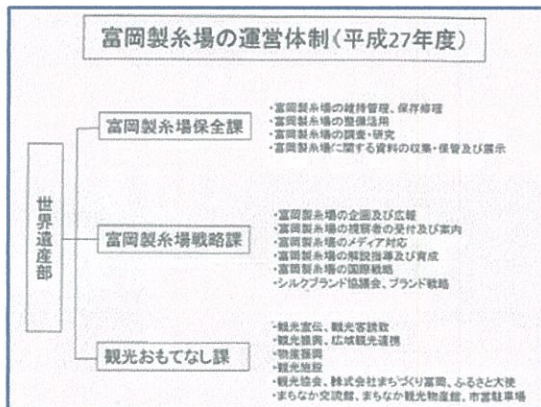 富岡製糸場の運営体制（平成27年度）
世界遺産部
富岡製糸場保全課
・富岡製糸場の維持管理、保存修理
・富岡製糸場の整備活用
・富岡製糸場の調査・研究
・富岡製糸場に関する資料の収集・保管及び展示
富岡製糸場戦略課
・富岡製糸場の企画及び広報
・富岡製糸場の視察者の受付及び案内
・富岡製糸場のメディア対応
・富岡製糸場の解説指導及び育成
・富岡製糸場の国際戦略
・シルクブランド協議会、ブランド戦略
観光おもてなし課
・観光宣伝、観光客誘致
・観光振興、広域観光連携
・物産振興
・観光施設
・観光協会、株式会社まちづくり富岡、ふるさと大使
・まちなか交流館、まちなか観光物産館、市営駐車場